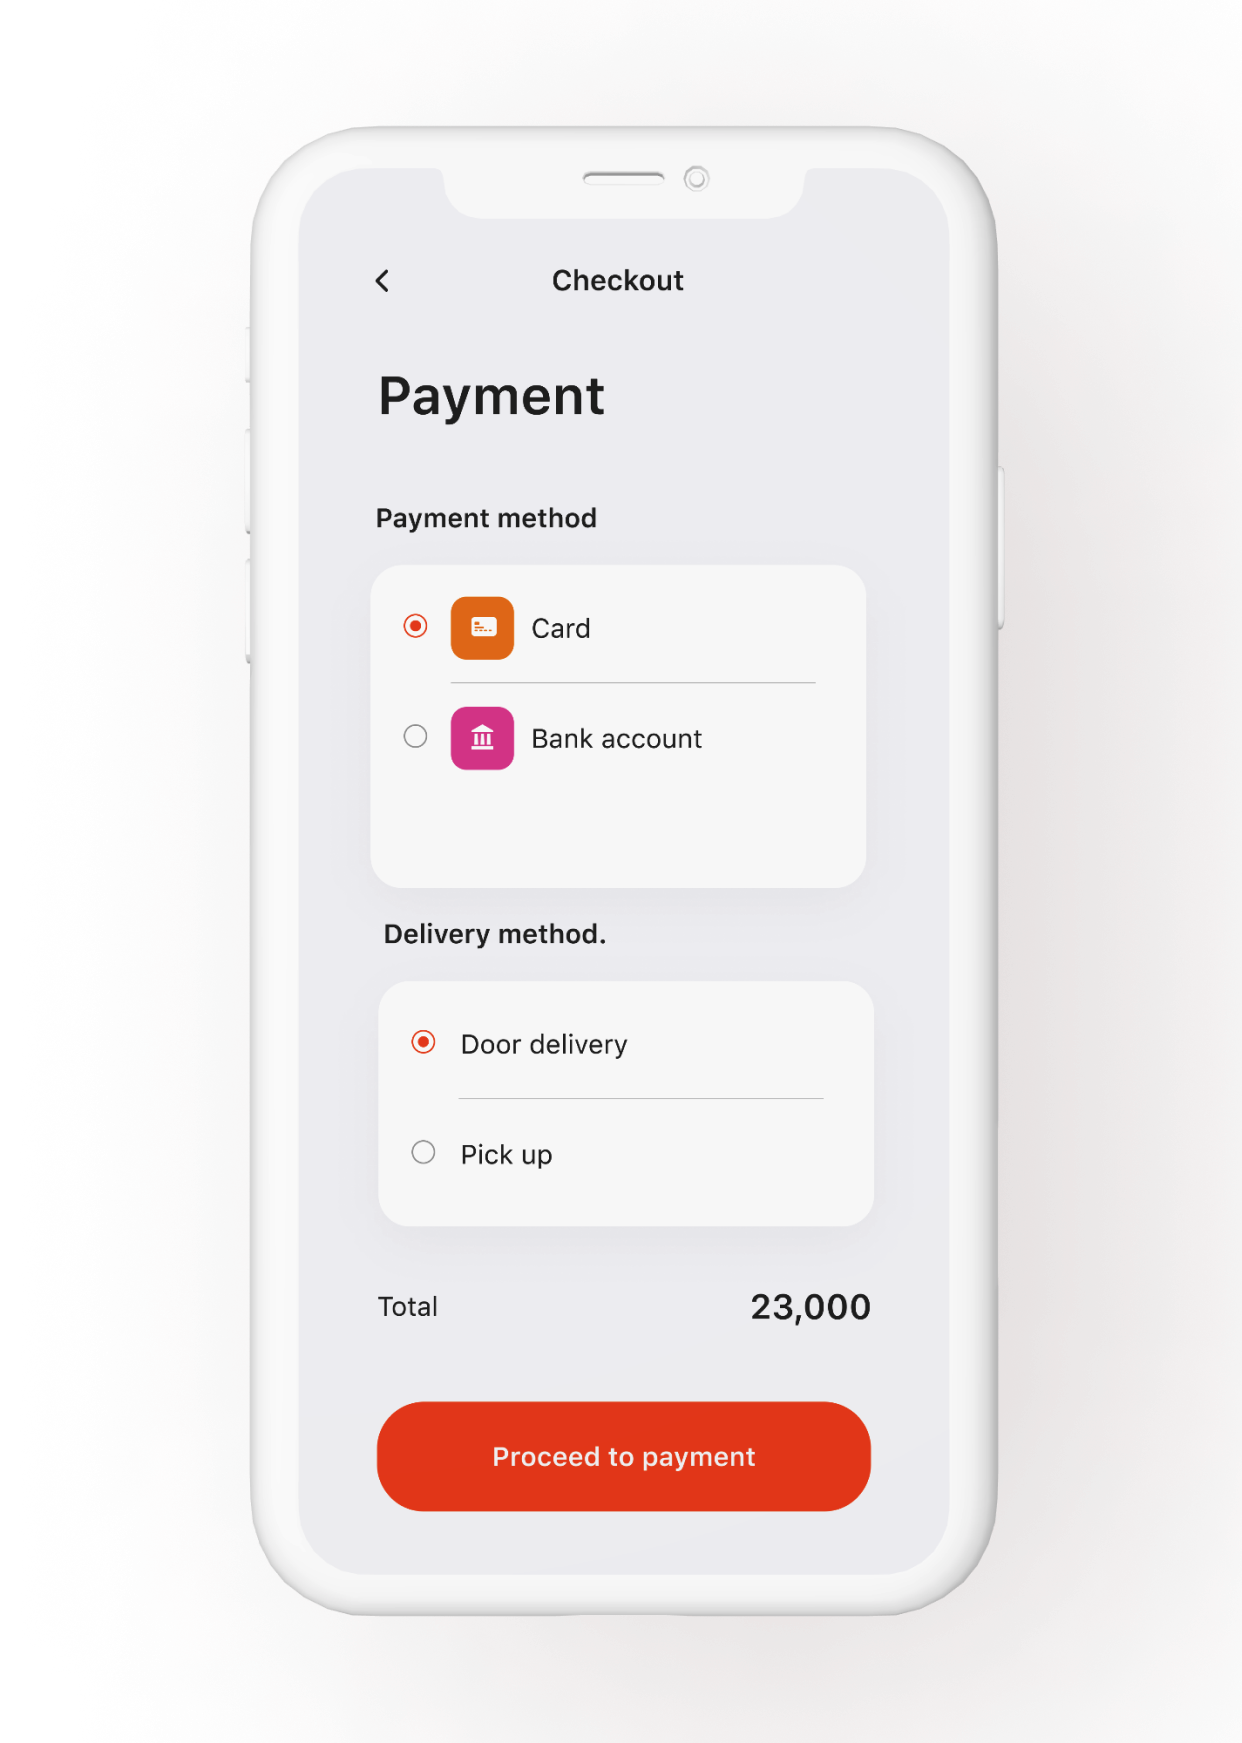 Checkout
Payment
Payment method
Card
Bank account
Delivery method.
Door delivery
Pick up
Total 23,000
Proceed to payment